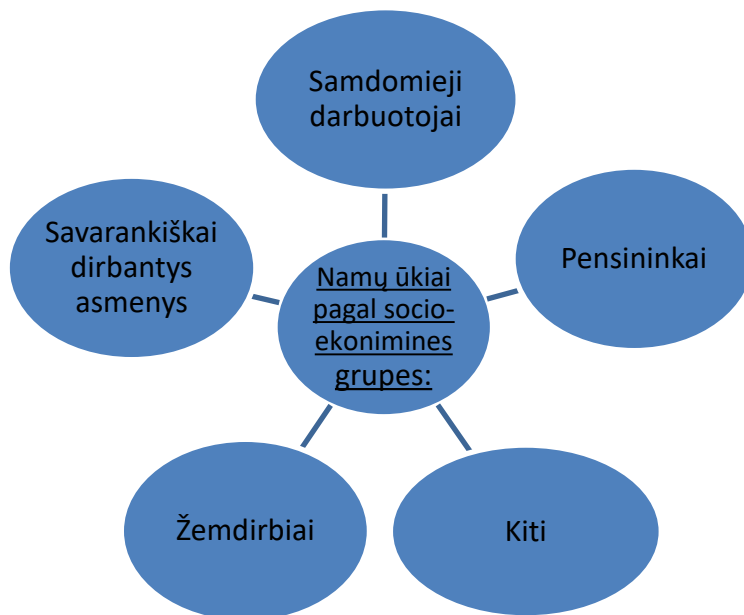 Samdomieji
darbuotojai
Savarankiškai
dirbantys
asmenys
Pensininkai
Namų ūkiai
pagal socio-
ekonimines
grupes:
Žemdirbiai
Kiti